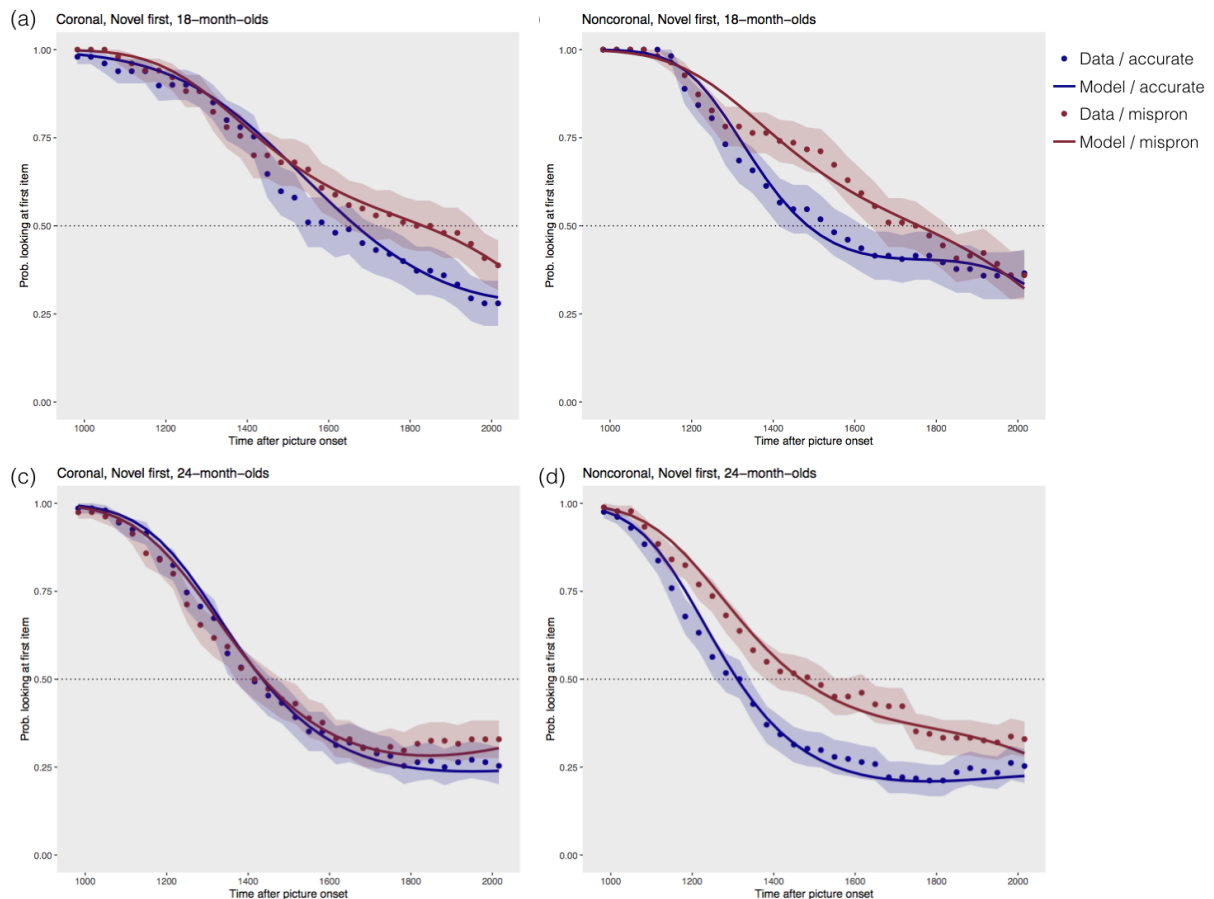 (a)
Coronal, Novel first, 18−month−olds
Prob. looking at first item
1.00
0.75
0.50
0.25
0.00
1000 1200 1400 1600 1800 2000
Time after picture onset
Noncoronal, Novel first, 18−month−olds
Prob. looking at first item
1.00
0.75
0.50
0.25
0.00
1000 1200 1400 1600 1800 2000
Time after picture onset
Data / accurate
Model / accurate
Data / mispron
Model / mispron
(c)
Coronal, Novel first, 24−month−olds
Prob. looking at first item
1.00
0.75
0.50
0.25
0.00
1000 1200 1400 1600 1800 2000
Time after picture onset
(d)
Noncoronal, Novel first, 24−month−olds
Prob. looking at first item
1.00
0.75
0.50
0.25
0.00
1000 1200 1400 1600 1800 2000
Time after picture onset